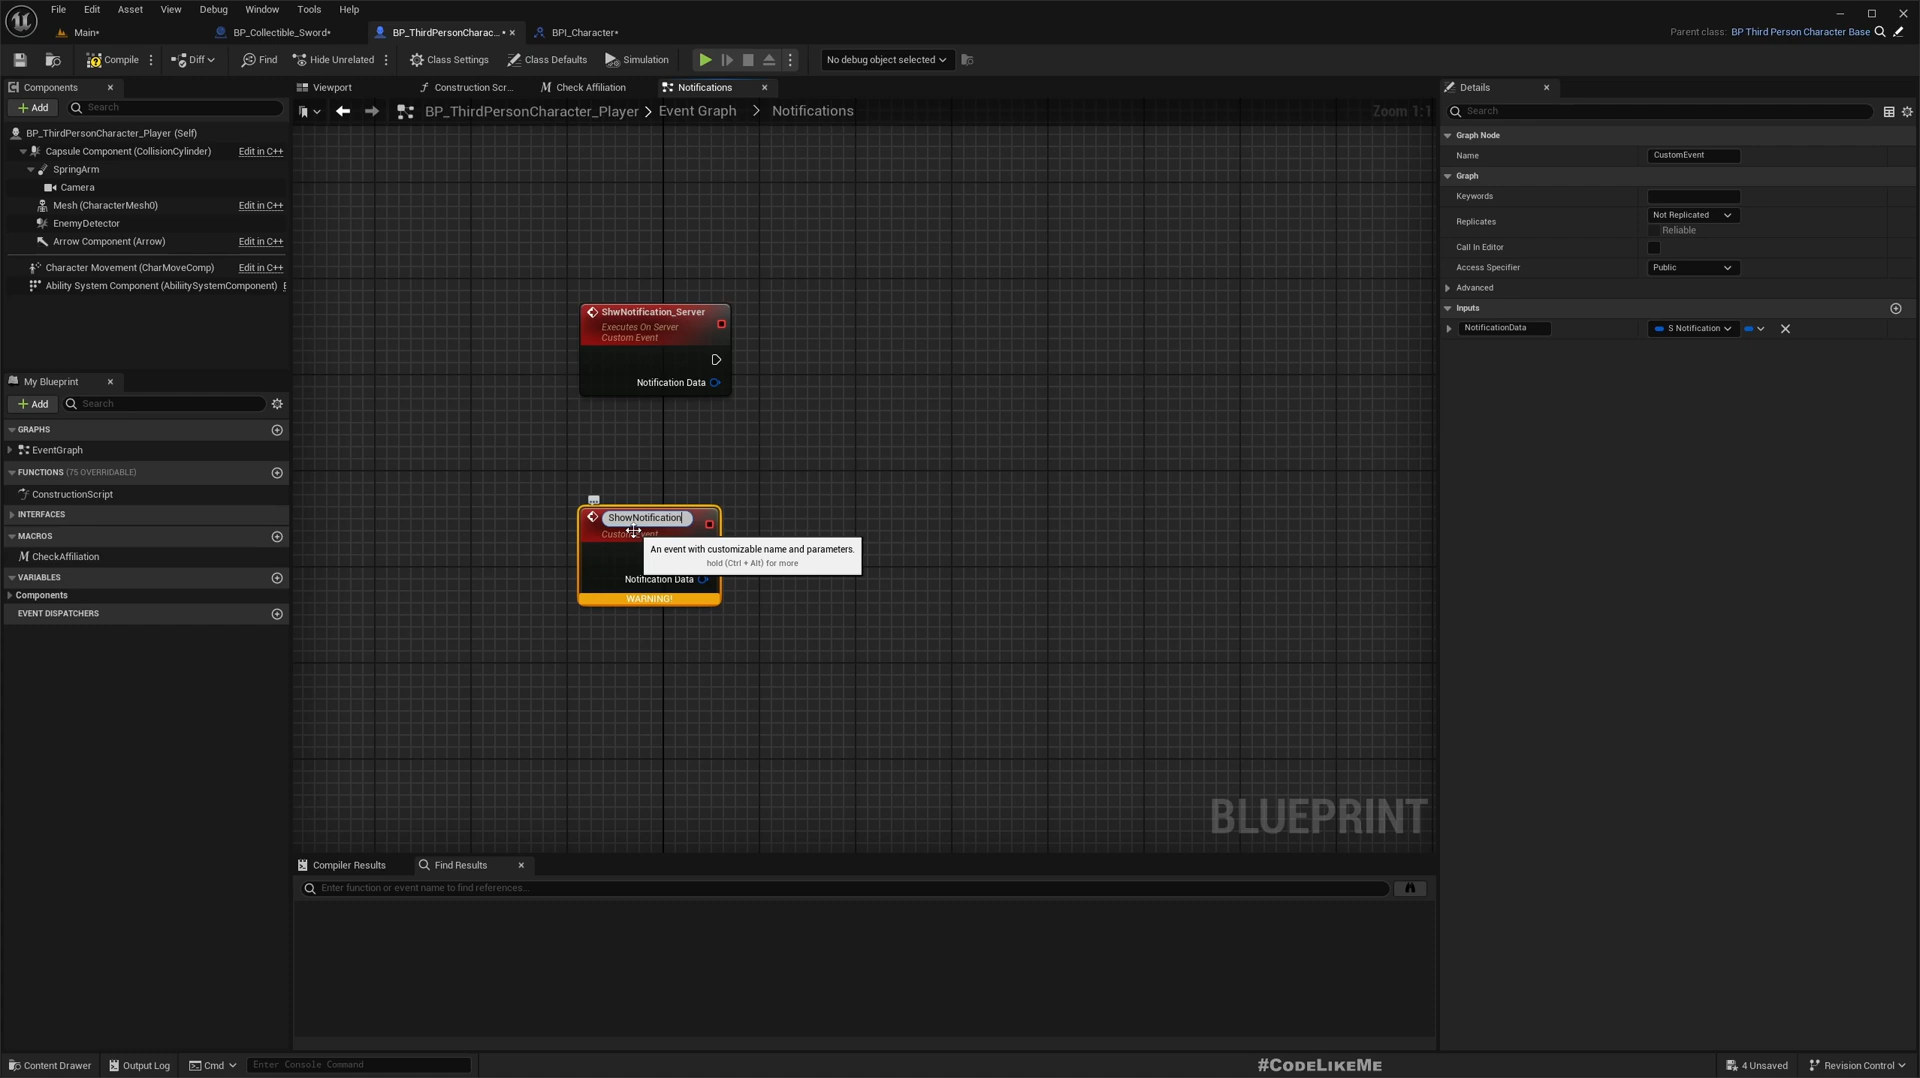 File Edit Asset View Debug Window Tools Help
Main* BP_Collectible_Sword* BP_ThirdPersonCharac...* BPI_Character* Parent class: BP Third Person Character Base
Compile Diff Find Hide Unrelated Class Settings Class Defaults Simulation No debug object selected
Components Viewport Construction Scr... Check Affiliation Notifications Details
Add Search BP_ThirdPersonCharacter_Player > Event Graph > Notifications Zoom 1:1 Search
BP_ThirdPersonCharacter_Player (Self)
Capsule Component (CollisionCylinder) Edit in C++
SpringArm
Camera
Mesh (CharacterMesh0) Edit in C++
EnemyDetector
Arrow Component (Arrow) Edit in C++
Character Movement (CharMoveComp) Edit in C++
Ability System Component (AbilitySystemComponent) E
Graph Node
Name CustomEvent
Graph
Keywords
Replicates Not Replicated
Reliable
Call In Editor
Access Specifier Public
Advanced
Inputs
NotificationData S Notification
ShwNotification_Server
Executes On Server
Custom Event
Notification Data
My Blueprint
Add Search
GRAPHS
EventGraph
FUNCTIONS (75 OVERRIDABLE)
ConstructionScript
INTERFACES
MACROS
CheckAffiliation
VARIABLES
Components
EVENT DISPATCHERS
ShowNotification
Custom Event
An event with customizable name and parameters.
hold (Ctrl + Alt) for more
Notification Data
WARNING!
BLUEPRINT
Compiler Results Find Results
Enter function or event name to find references...
Content Drawer Output Log Cmd Enter Console Command #CODELIKEME 4 Unsaved Revision Control